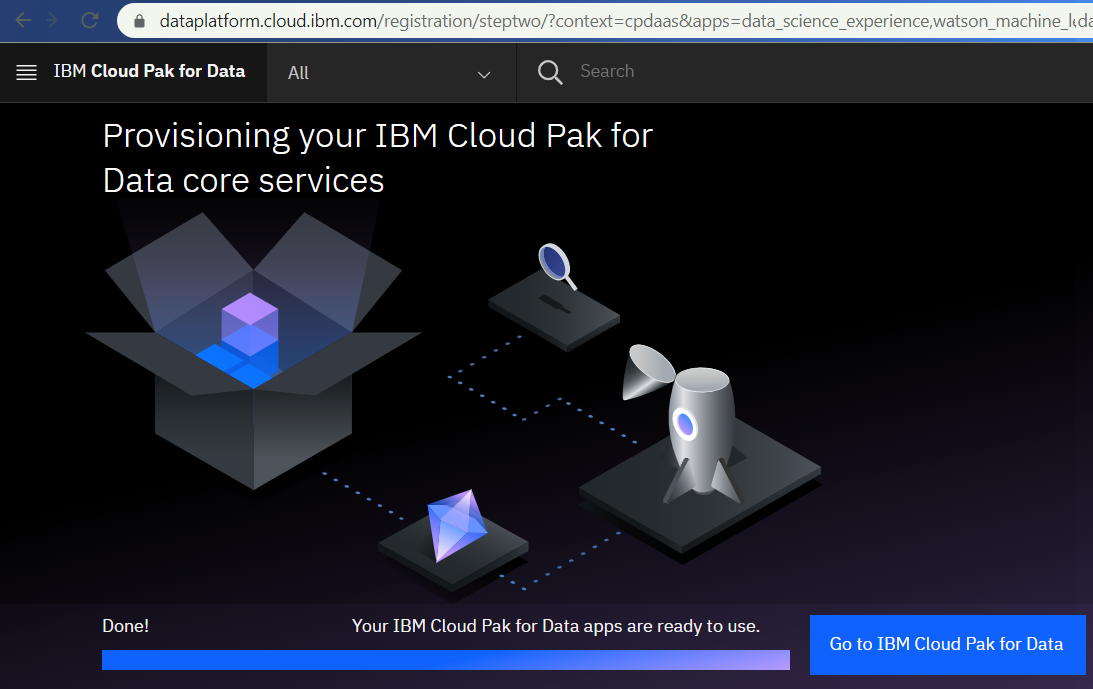 dataplatform.cloud.ibm.com/registration/steptwo/?context=cpdaas&apps=data_science_experience,watson_machine_l
IBM Cloud Pak for Data
All
Search
Provisioning your IBM Cloud Pak for
Data core services
Done!
Your IBM Cloud Pak for Data apps are ready to use.
Go to IBM Cloud Pak for Data